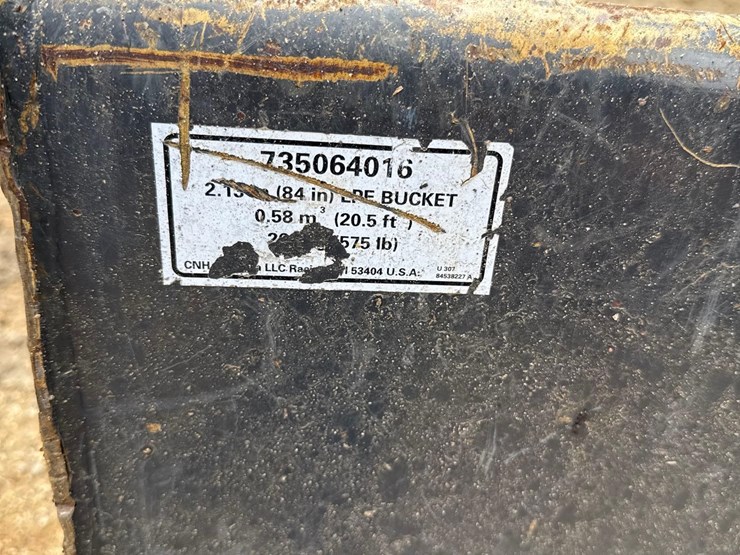 735064016
2.13 (84 in) BUCKET
0.58 m³ (20.5 ft )
(575 lb)
CNH LLC 53404 U.S.A.
U 307
84538227 A